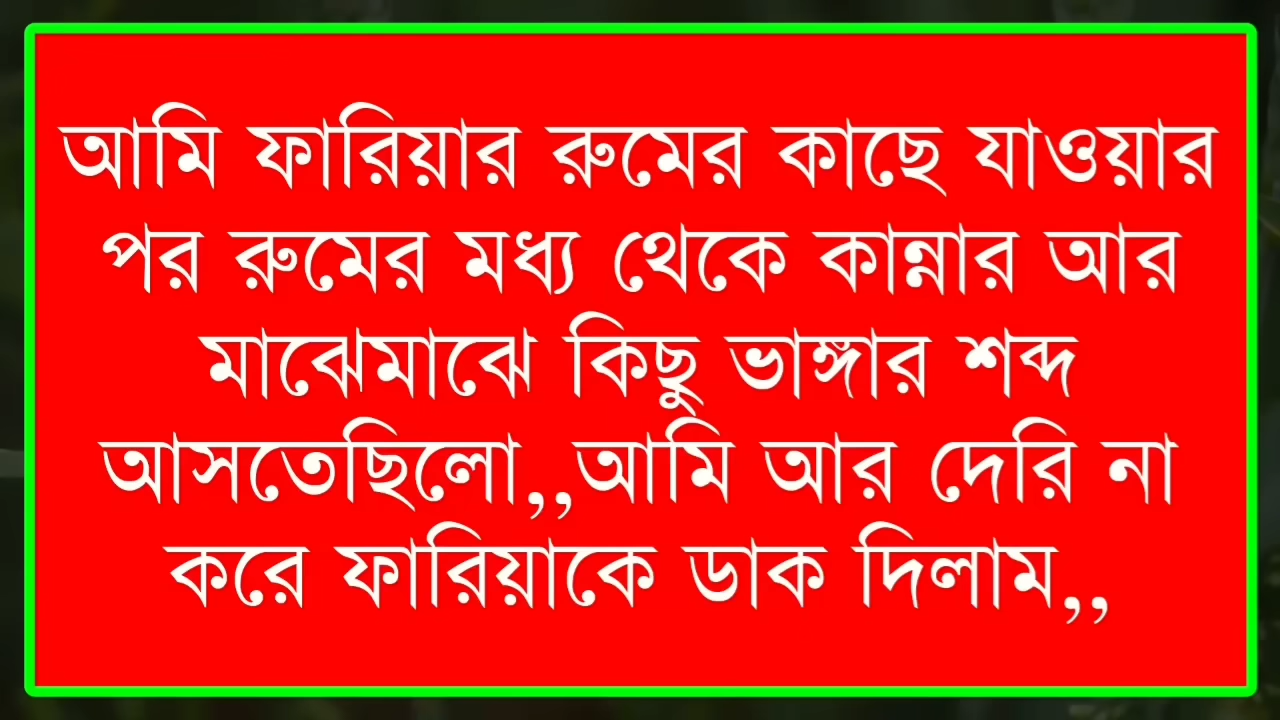 আমি ফারিয়ার রুমের কাছে যাওয়ার
পর রুমের মধ্য থেকে কান্নার আর
মাঝেমাঝে কিছু ভাঙ্গার শব্দ
আসতেছিলো,,আমি আর দেরি না
করে ফারিয়াকে ডাক দিলাম,,